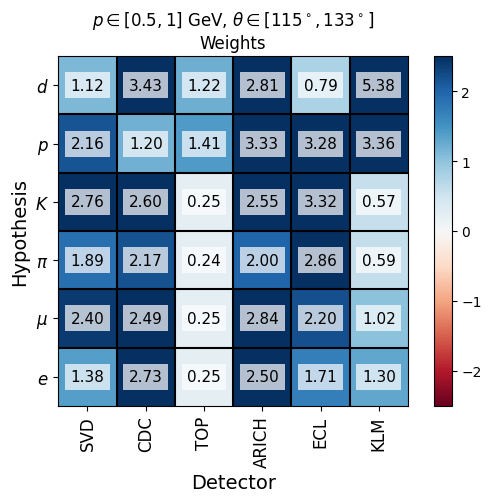 p ∈ [0.5, 1] GeV, θ ∈ [115°, 133°]
Weights
Hypothesis
d 1.12 3.43 1.22 2.81 0.79 5.38
p 2.16 1.20 1.41 3.33 3.28 3.36
K 2.76 2.60 0.25 2.55 3.32 0.57
π 1.89 2.17 0.24 2.00 2.86 0.59
μ 2.40 2.49 0.25 2.84 2.20 1.02
e 1.38 2.73 0.25 2.50 1.71 1.30
SVD CDC TOP ARICH ECL KLM
Detector
2
1
0
−1
−2